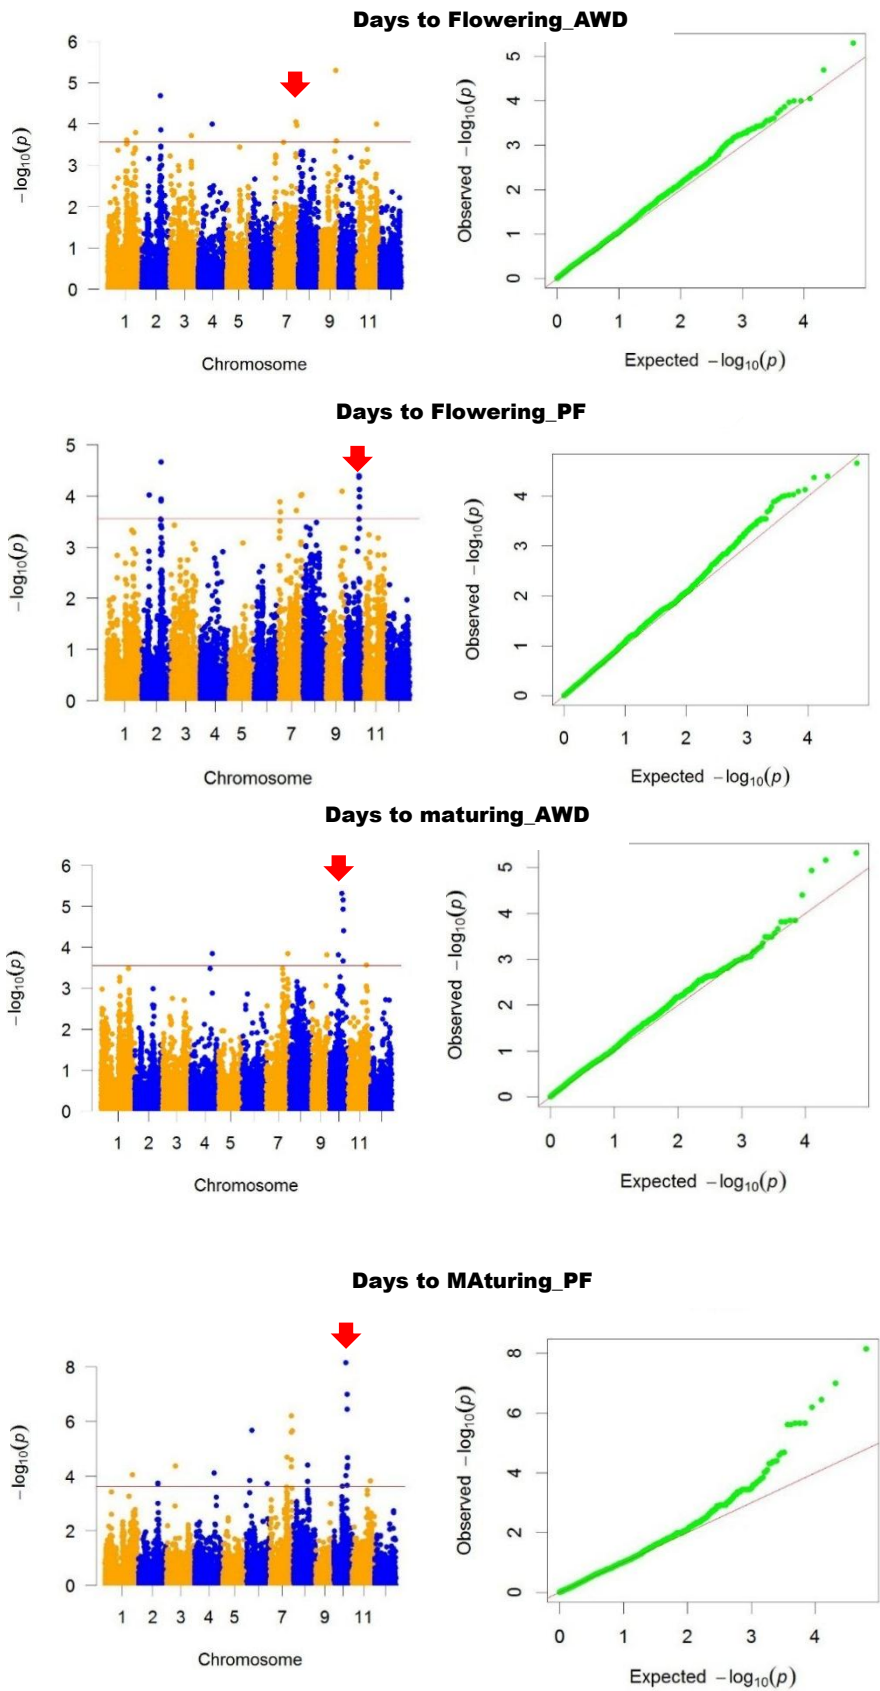 Days to Flowering_AWD
6
5
4
3
2
1
0
−log10(p)
1 2 3 4 5 7 9 11
Chromosome
5
4
3
2
1
0
Observed −log10(p)
0 1 2 3 4
Expected −log10(p)
Days to Flowering_PF
5
4
3
2
1
0
−log10(p)
1 2 3 4 5 7 9 11
Chromosome
4
3
2
1
0
Observed −log10(p)
0 1 2 3 4
Expected −log10(p)
Days to maturing_AWD
6
5
4
3
2
1
0
−log10(p)
1 2 3 4 5 7 9 11
Chromosome
5
4
3
2
1
0
Observed −log10(p)
0 1 2 3 4
Expected −log10(p)
Days to MAturing_PF
8
6
4
2
0
−log10(p)
1 2 3 4 5 7 9 11
Chromosome
8
6
4
2
0
Observed −log10(p)
0 1 2 3 4
Expected −log10(p)